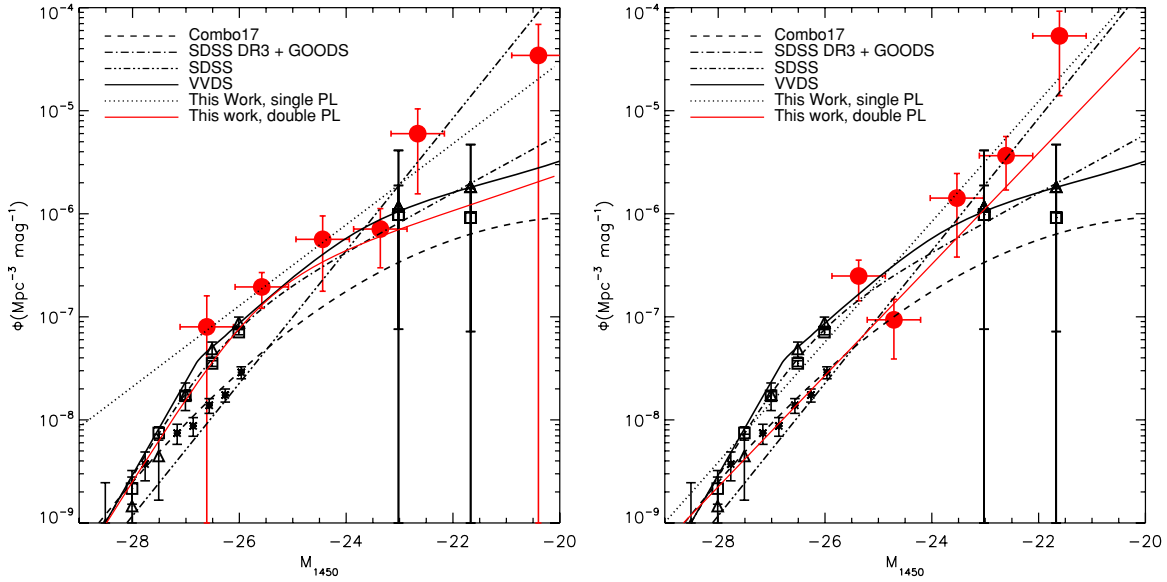 Combo17
SDSS DR3 + GOODS
SDSS
VVDS
This Work, single PL
This work, double PL
10⁻⁴
10⁻⁵
10⁻⁶
10⁻⁷
10⁻⁸
10⁻⁹
Φ(Mpc⁻³ mag⁻¹)
−28
−26
−24
−22
−20
M₁₄₅₀
Combo17
SDSS DR3 + GOODS
SDSS
VVDS
This Work, single PL
This work, double PL
10⁻⁴
10⁻⁵
10⁻⁶
10⁻⁷
10⁻⁸
10⁻⁹
Φ(Mpc⁻³ mag⁻¹)
−28
−26
−24
−22
−20
M₁₄₅₀